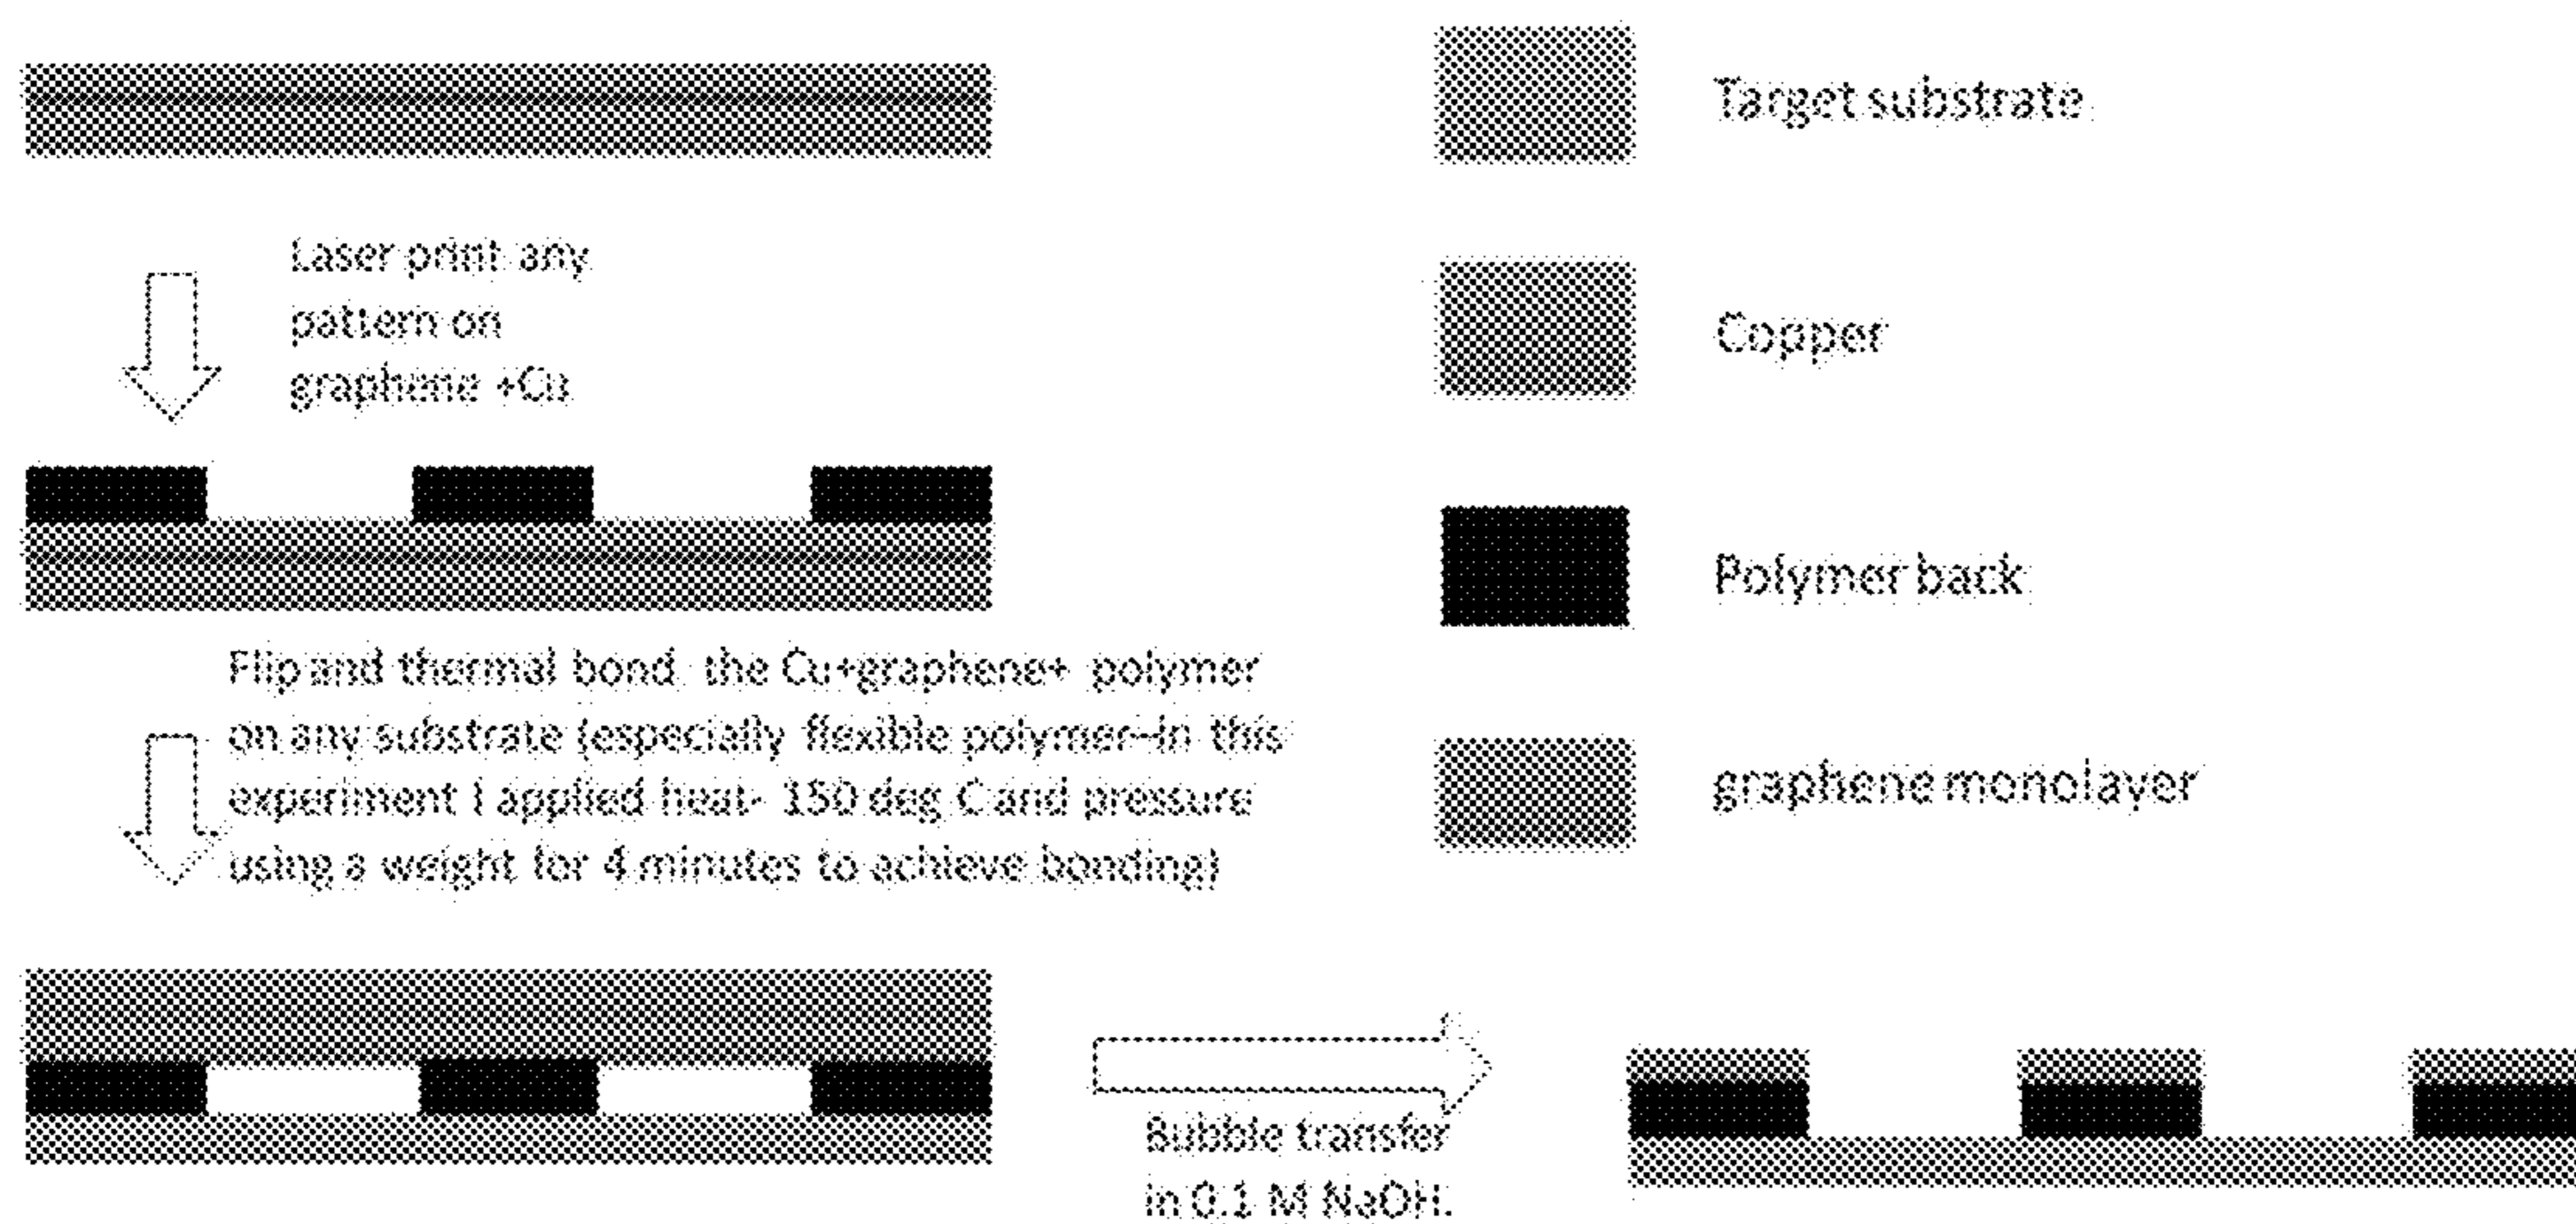 Laser print any
pattern on
graphene +Cu
Flip and thermal bond the Cu+graphene+ polymer
on any substrate (especially flexible polymer-in this
experiment I applied heat- 150 deg C and pressure
using a weight for 4 minutes to achieve bonding)
Bubble transfer
in 0.1 M NaOH.
Target substrate
Copper
Polymer back
graphene monolayer